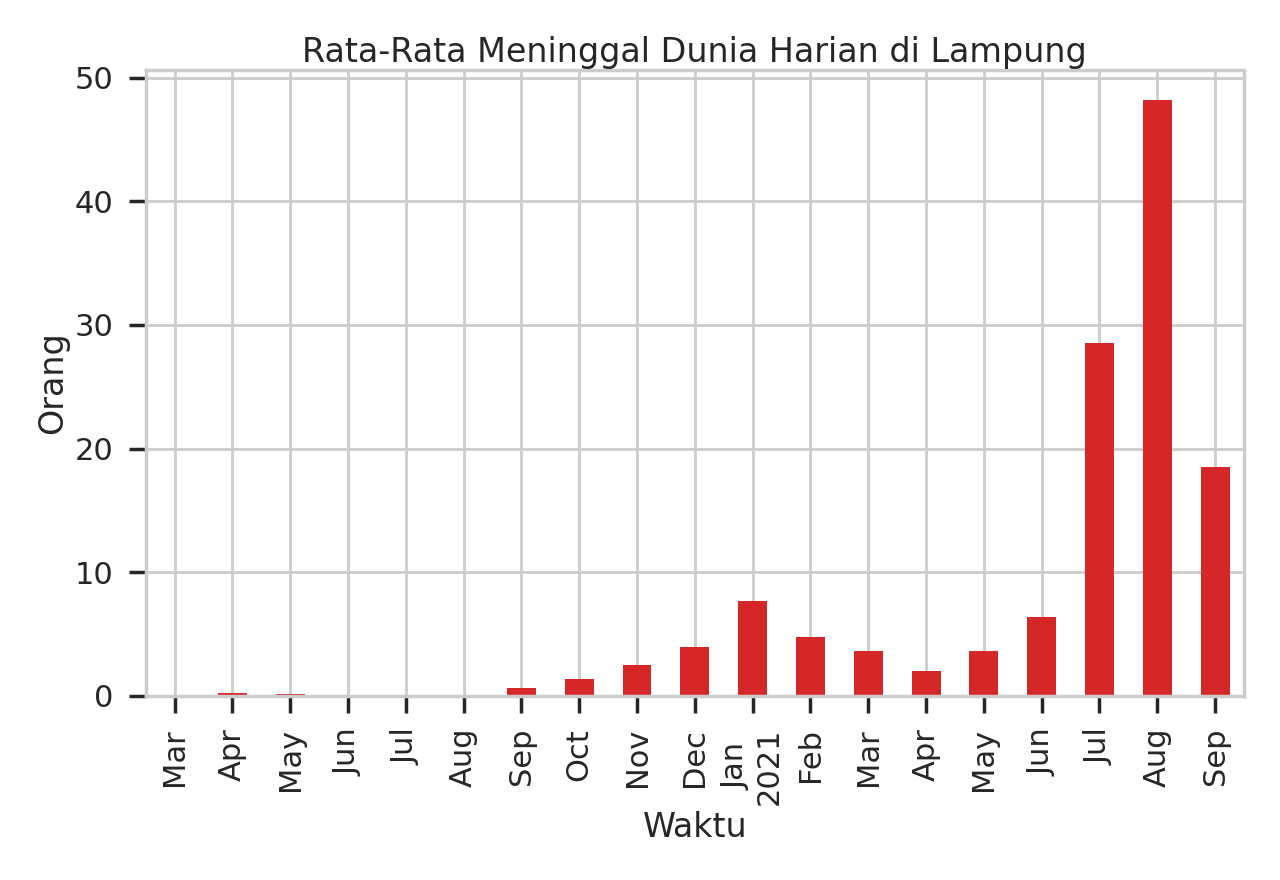 Rata-Rata Meninggal Dunia Harian di Lampung
50
40
30
20
10
0
Orang
Mar
Apr
May
Jun
Jul
Aug
Sep
Oct
Nov
Dec
Jan
2021
Feb
Mar
Apr
May
Jun
Jul
Aug
Sep
Waktu